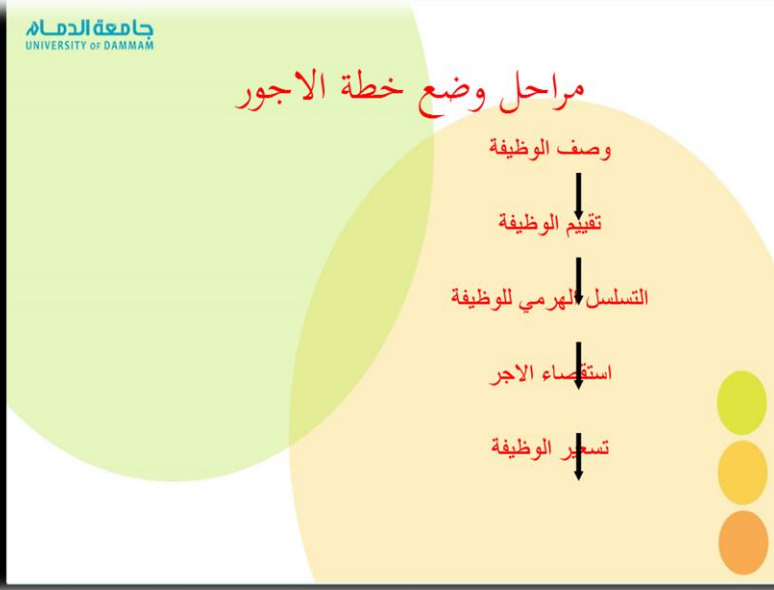 جامعة الدمام
UNIVERSITY OF DAMMAM
مراحل وضع خطة الاجور
وصف الوظيفة
تقييم الوظيفة
التسلسل الهرمي للوظيفة
استقصاء الاجر
تسعير الوظيفة